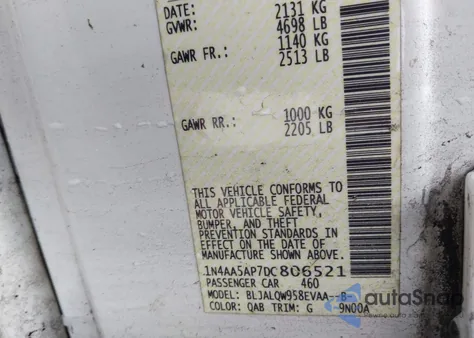 DATE: 2131 KG
GVWR: 4698 LB
1140 KG
GAWR FR.: 2513 LB
1000 KG
GAWR RR.: 2205 LB
THIS VEHICLE CONFORMS TO
ALL APPLICABLE FEDERAL
MOTOR VEHICLE SAFETY,
BUMPER, AND THEFT
PREVENTION STANDARDS IN
EFFECT ON THE DATE OF
MANUFACTURE SHOWN ABOVE.
1N4AA5AP7DC806521
PASSENGER CAR 460
MODEL: BLJALQW958EVAA--B-
COLOR: QAB TRIM: G 9N00A
autoSnap